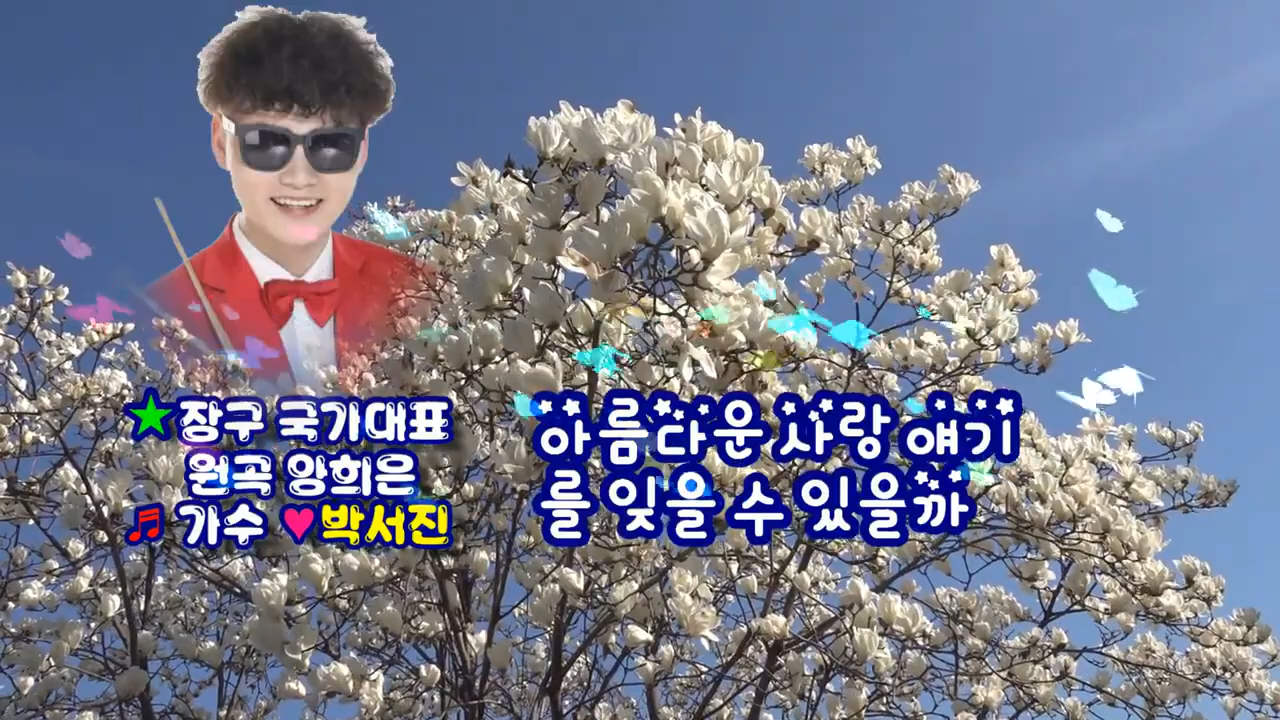 ★장구 국가대표
원곡 양희은
♬ 가수 ♥박서진
아름다운 사랑 얘기
를 잊을 수 있을까